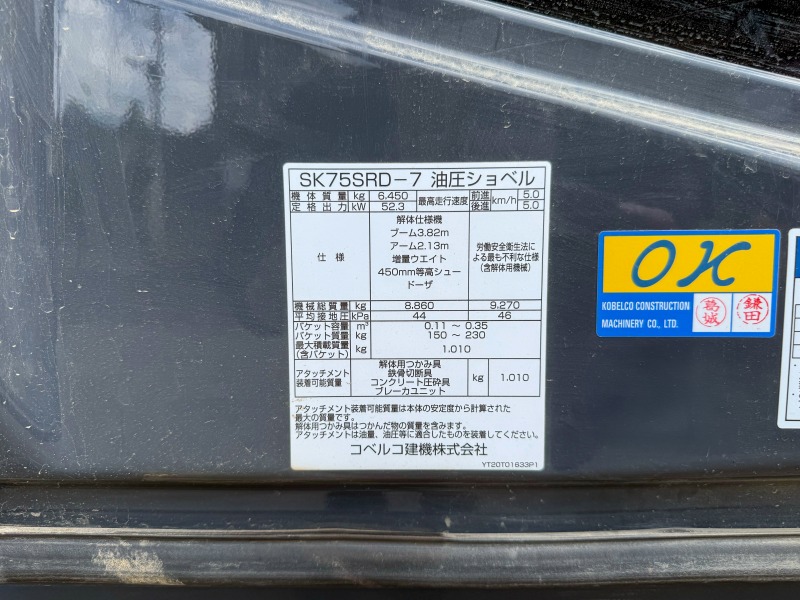 SK75SRD-7 油圧ショベル
機体質量 kg 6.450 最高走行速度 前進 km/h 5.0
定格出力 kW 52.3 後進 5.0
仕様
解体仕様機
ブーム3.82m
アーム2.13m
増量ウエイト
450mm等高シュー
ドーザ
労働安全衛生法に
よる最も不利な仕様
(含解体用機械)
機械総質量 kg 8.860 9.270
平均接地圧 kPa 44 46
バケット容量 m³ 0.11 ～ 0.35
バケット質量 kg 150 ～ 230
最大積載質量
(含バケット) kg 1.010
アタッチメント
装着可能質量
解体用つかみ具
鉄骨切断具
コンクリート圧砕具
ブレーカユニット
kg 1.010
アタッチメント装着可能質量は本体の安定度から計算された
最大の質量です。
解体用つかみ具はつかんだ物の質量を含みます。
アタッチメントは油量、油圧等に適合したものを装着してください。
コベルコ建機株式会社
YT20T01633P1
OK
KOBELCO CONSTRUCTION
MACHINERY CO., LTD.
葛城
鎌田